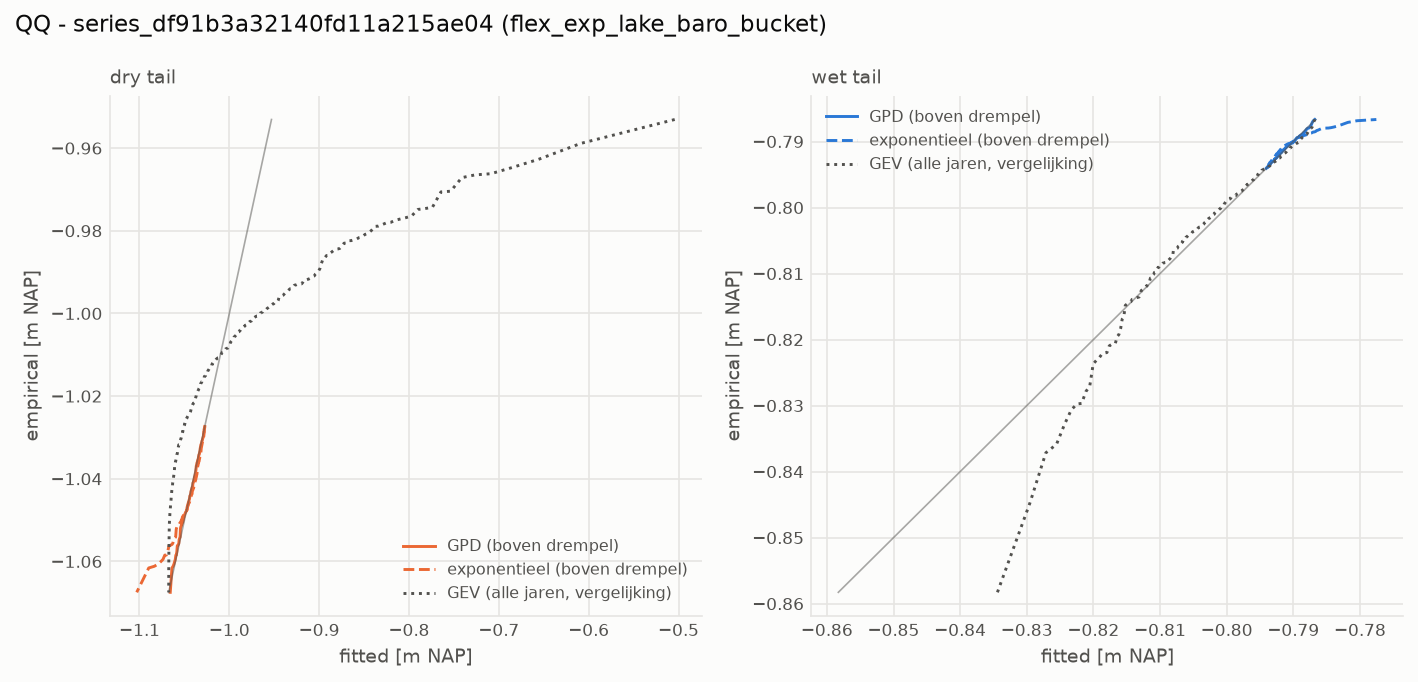 QQ - series_df91b3a32140fd11a215ae04 (flex_exp_lake_baro_bucket)
dry tail
empirical [m NAP]
−0.96
−0.98
−1.00
−1.02
−1.04
−1.06
GPD (boven drempel)
exponentieel (boven drempel)
GEV (alle jaren, vergelijking)
−1.1 −1.0 −0.9 −0.8 −0.7 −0.6 −0.5
fitted [m NAP]
wet tail
GPD (boven drempel)
exponentieel (boven drempel)
GEV (alle jaren, vergelijking)
empirical [m NAP]
−0.79
−0.80
−0.81
−0.82
−0.83
−0.84
−0.85
−0.86
−0.86 −0.85 −0.84 −0.83 −0.82 −0.81 −0.80 −0.79 −0.78
fitted [m NAP]